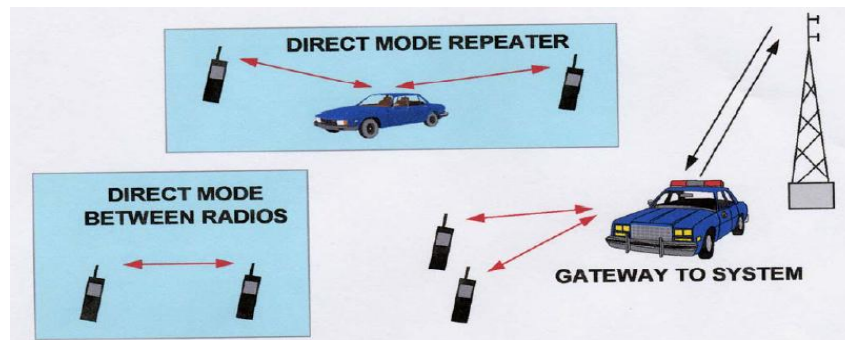 DIRECT MODE REPEATER
DIRECT MODE
BETWEEN RADIOS
GATEWAY TO SYSTEM